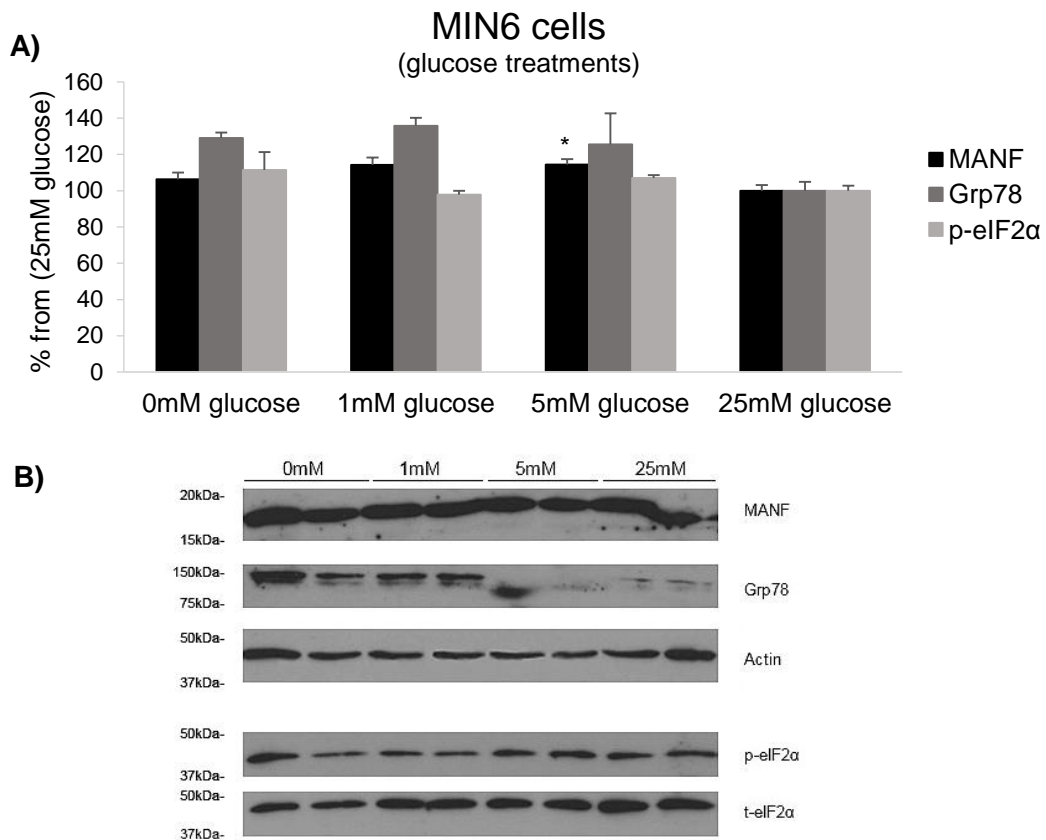 MIN6 cells
A)
(glucose treatments)
% from (25mM glucose)
160
140
120
100
80
60
40
20
0
*
MANF
Grp78
p-eIF2α
0mM glucose 1mM glucose 5mM glucose 25mM glucose
B)
0mM 1mM 5mM 25mM
20kDa-
MANF
15kDa-
150kDa-
Grp78
75kDa-
50kDa-
Actin
37kDa-
50kDa-
p-eIF2α
37kDa-
50kDa-
t-eIF2α
37kDa-